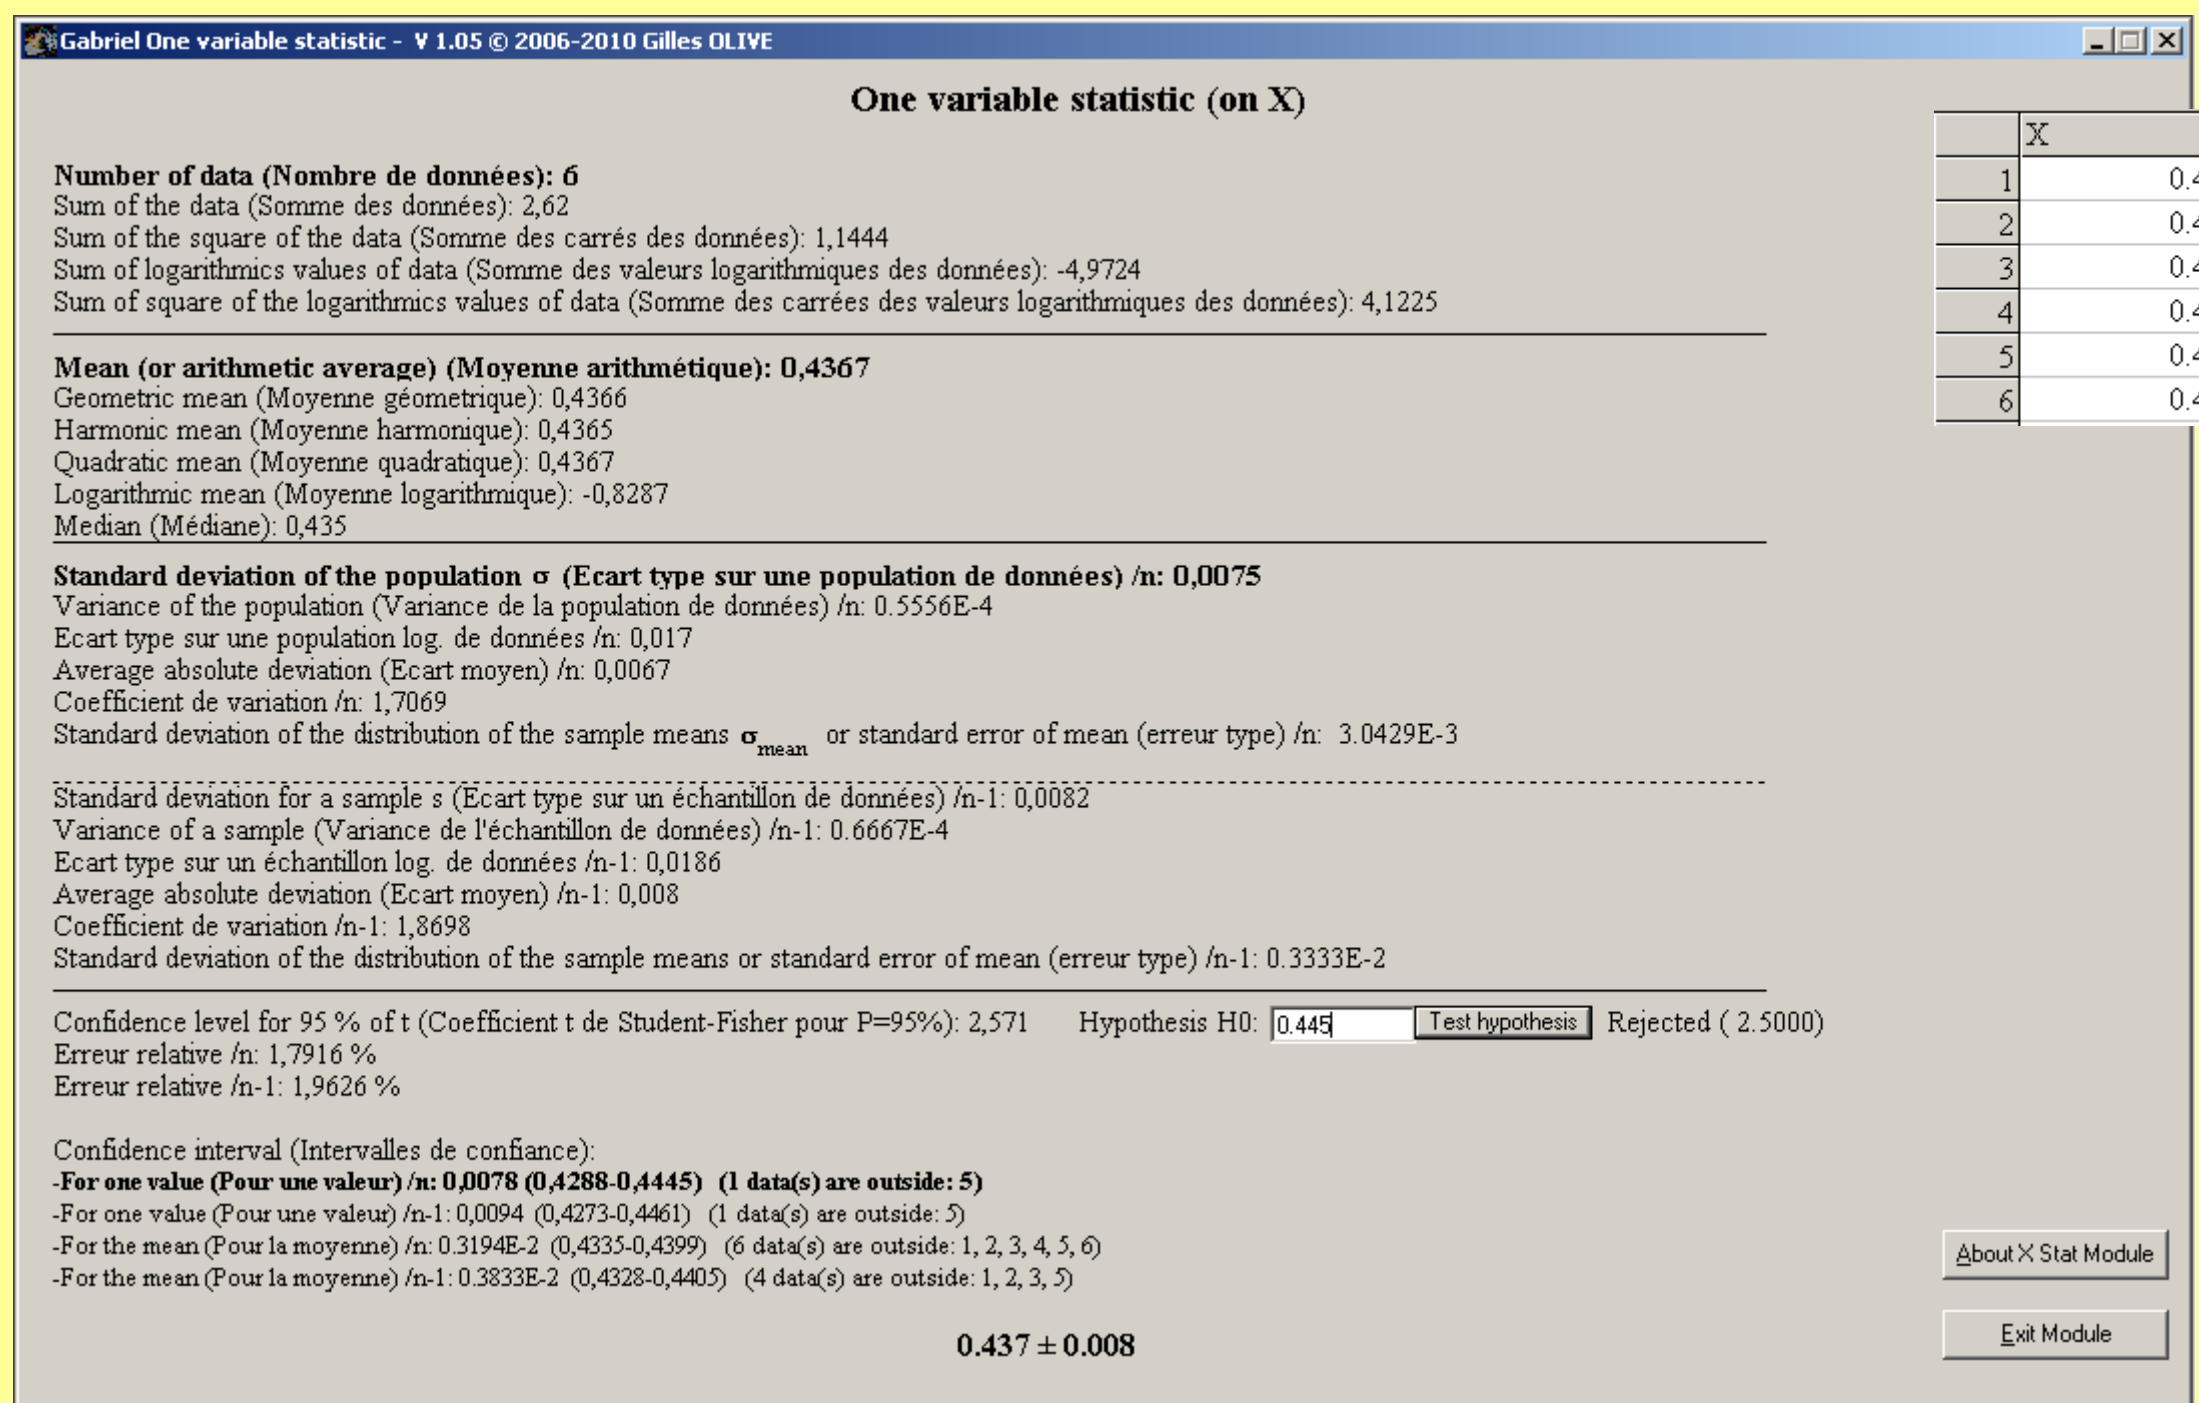 Gabriel One variable statistic - V 1.05 © 2006-2010 Gilles OLIVE
One variable statistic (on X)
X
1 0.4
2 0.4
3 0.4
4 0.4
5 0.4
6 0.4
Number of data (Nombre de données): 6
Sum of the data (Somme des données): 2,62
Sum of the square of the data (Somme des carrés des données): 1,1444
Sum of logarithmics values of data (Somme des valeurs logarithmiques des données): -4,9724
Sum of square of the logarithmics values of data (Somme des carrées des valeurs logarithmiques des données): 4,1225
Mean (or arithmetic average) (Moyenne arithmétique): 0,4367
Geometric mean (Moyenne géometrique): 0,4366
Harmonic mean (Moyenne harmonique): 0,4365
Quadratic mean (Moyenne quadratique): 0,4367
Logarithmic mean (Moyenne logarithmique): -0,8287
Median (Médiane): 0,435
Standard deviation of the population σ (Ecart type sur une population de données) /n: 0,0075
Variance of the population (Variance de la population de données) /n: 0.5556E-4
Ecart type sur une population log. de données /n: 0,017
Average absolute deviation (Ecart moyen) /n: 0,0067
Coefficient de variation /n: 1,7069
Standard deviation of the distribution of the sample means σmean or standard error of mean (erreur type) /n: 3.0429E-3
Standard deviation for a sample s (Ecart type sur un échantillon de données) /n-1: 0,0082
Variance of a sample (Variance de l'échantillon de données) /n-1: 0.6667E-4
Ecart type sur un échantillon log. de données /n-1: 0,0186
Average absolute deviation (Ecart moyen) /n-1: 0,008
Coefficient de variation /n-1: 1,8698
Standard deviation of the distribution of the sample means or standard error of mean (erreur type) /n-1: 0.3333E-2
Confidence level for 95 % of t (Coefficient t de Student-Fisher pour P=95%): 2,571 Hypothesis H0: 0.445 Test hypothesis Rejected ( 2.5000)
Erreur relative /n: 1,7916 %
Erreur relative /n-1: 1,9626 %
Confidence interval (Intervalles de confiance):
-For one value (Pour une valeur) /n: 0,0078 (0,4288-0,4445) (1 data(s) are outside: 5)
-For one value (Pour une valeur) /n-1: 0,0094 (0,4273-0,4461) (1 data(s) are outside: 5)
-For the mean (Pour la moyenne) /n: 0.3194E-2 (0,4335-0,4399) (6 data(s) are outside: 1, 2, 3, 4, 5, 6)
-For the mean (Pour la moyenne) /n-1: 0.3833E-2 (0,4328-0,4405) (4 data(s) are outside: 1, 2, 3, 5)
About X Stat Module
Exit Module
0.437 ± 0.008